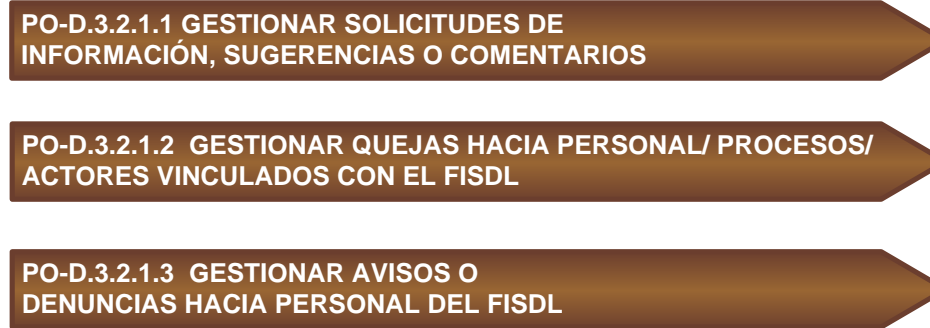 PO-D.3.2.1.1 GESTIONAR SOLICITUDES DE
INFORMACIÓN, SUGERENCIAS O COMENTARIOS
PO-D.3.2.1.2 GESTIONAR QUEJAS HACIA PERSONAL/ PROCESOS/
ACTORES VINCULADOS CON EL FISDL
PO-D.3.2.1.3 GESTIONAR AVISOS O
DENUNCIAS HACIA PERSONAL DEL FISDL